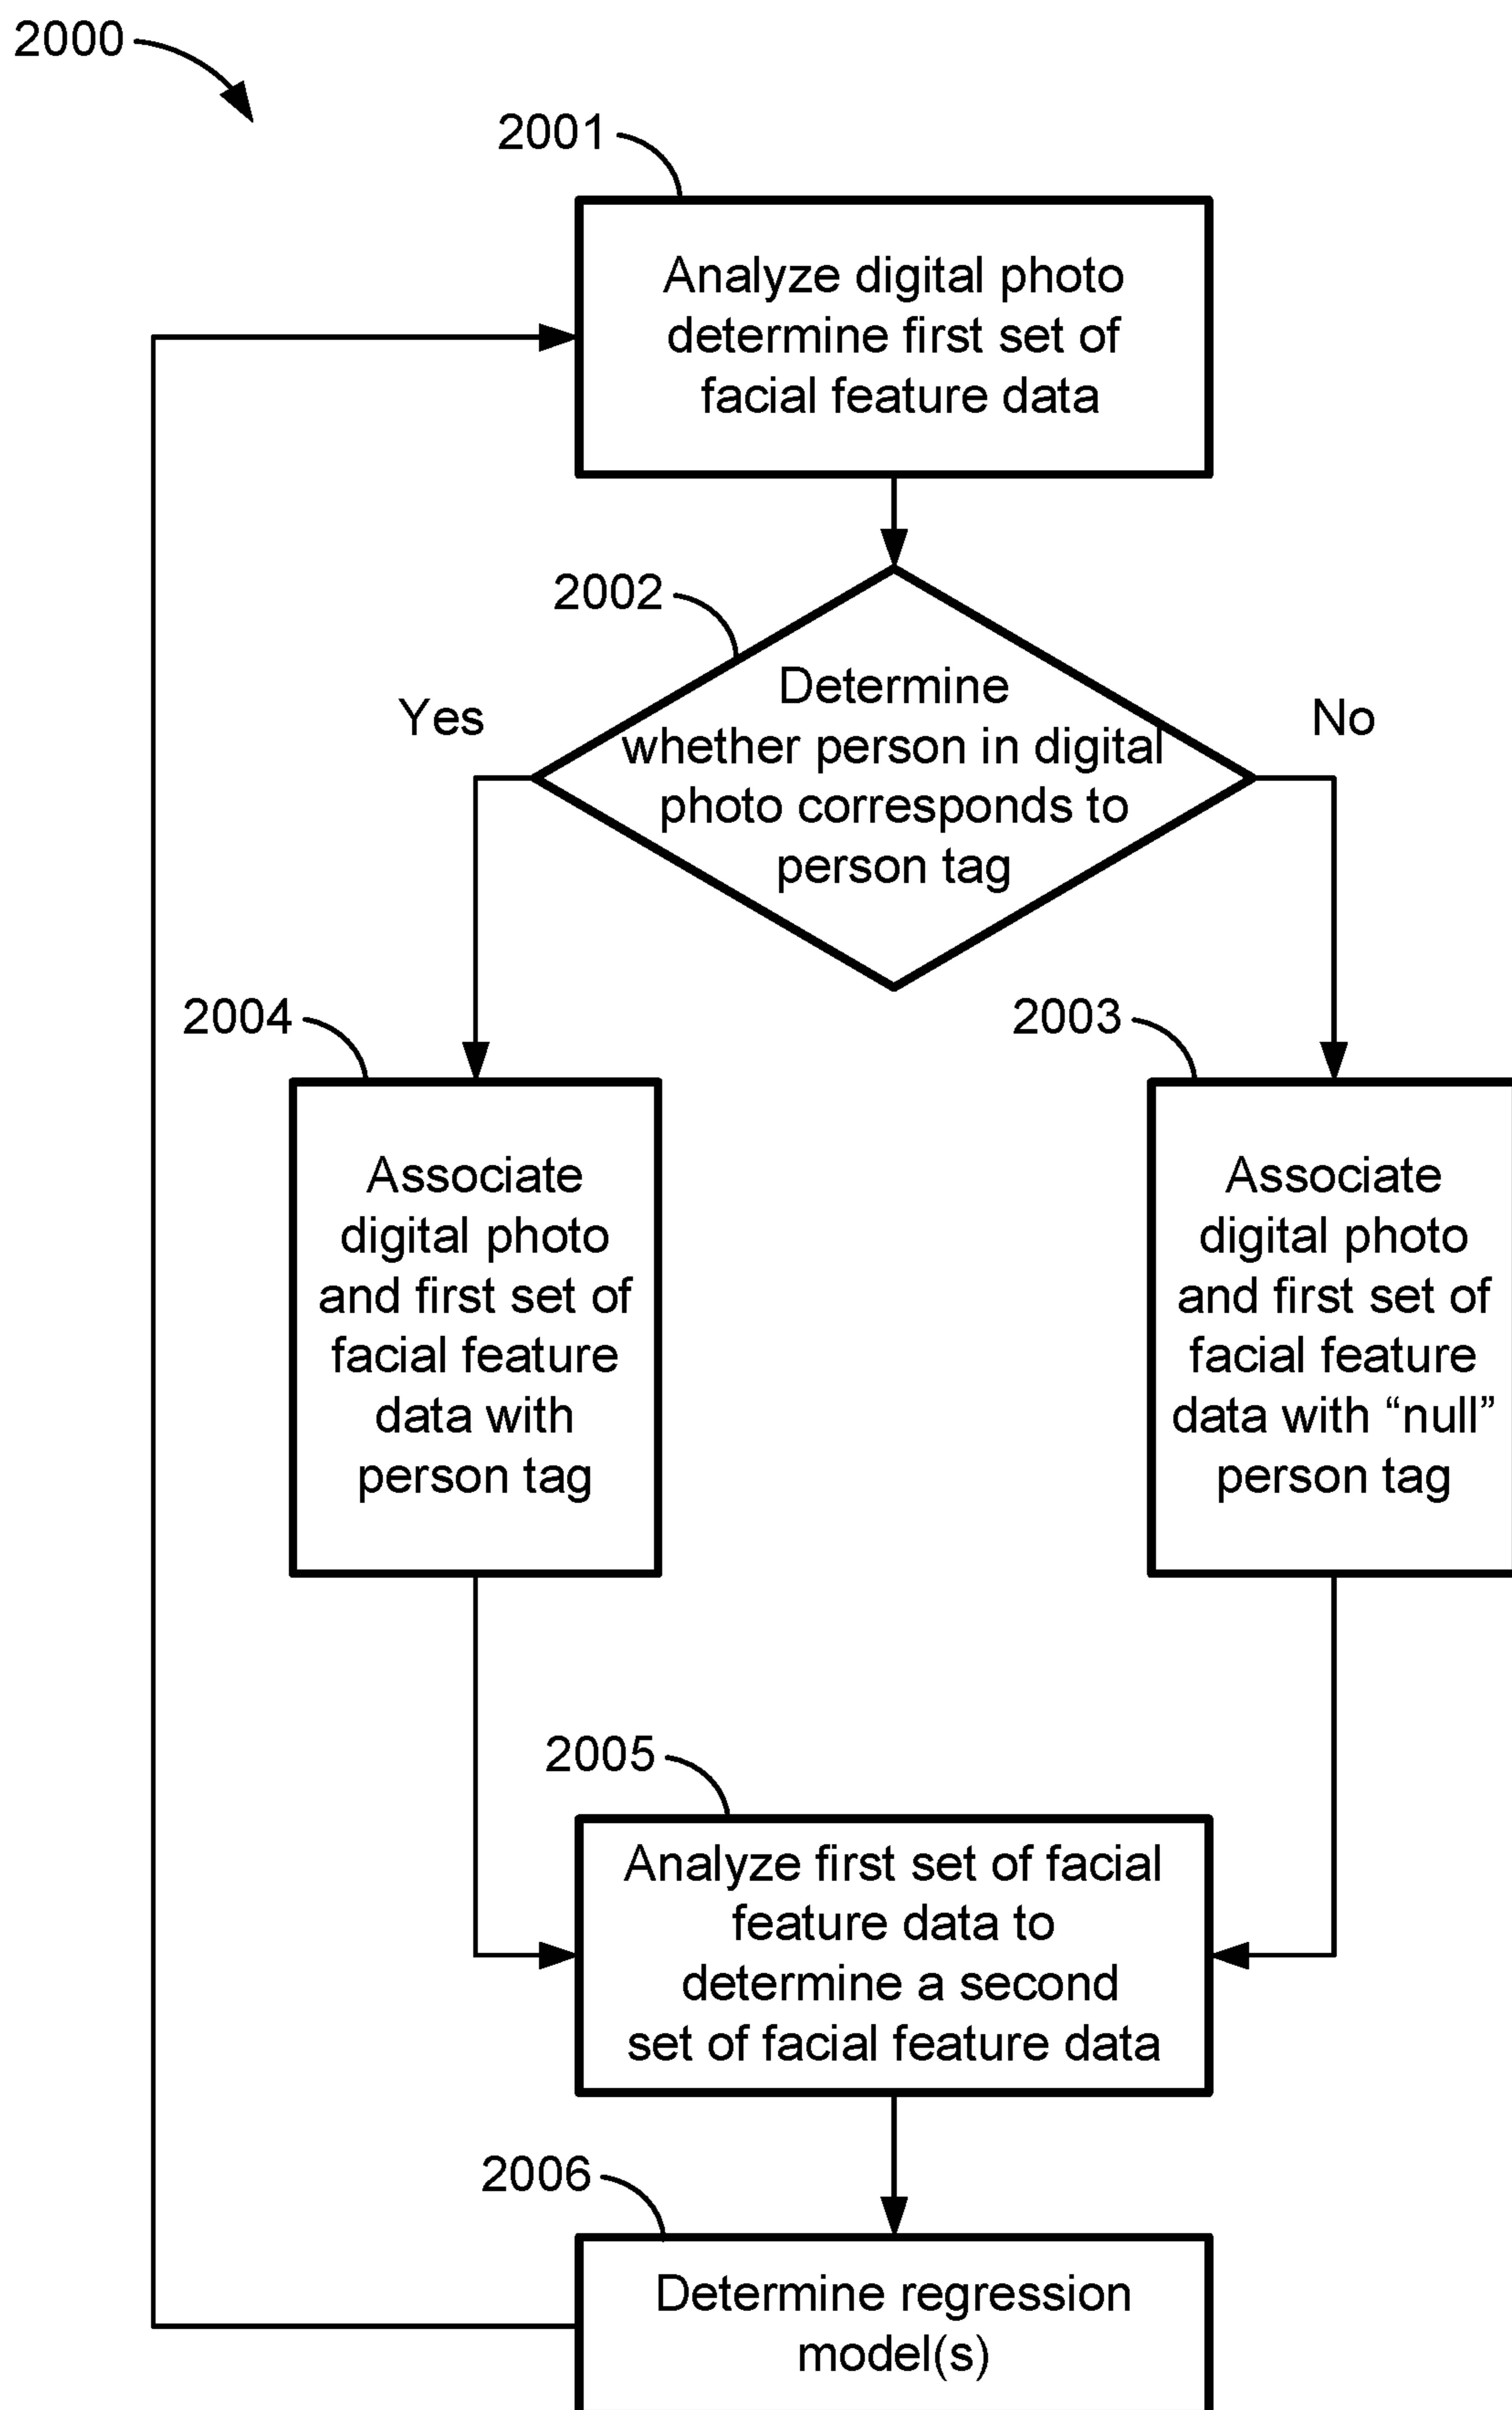 2000
2001
Analyze digital photo
determine first set of
facial feature data
2002
Determine
whether person in digital
photo corresponds to
person tag
Yes
No
2004
Associate
digital photo
and first set of
facial feature
data with
person tag
2003
Associate
digital photo
and first set of
facial feature
data with “null”
person tag
2005
Analyze first set of facial
feature data to
determine a second
set of facial feature data
2006
Determine regression
model(s)